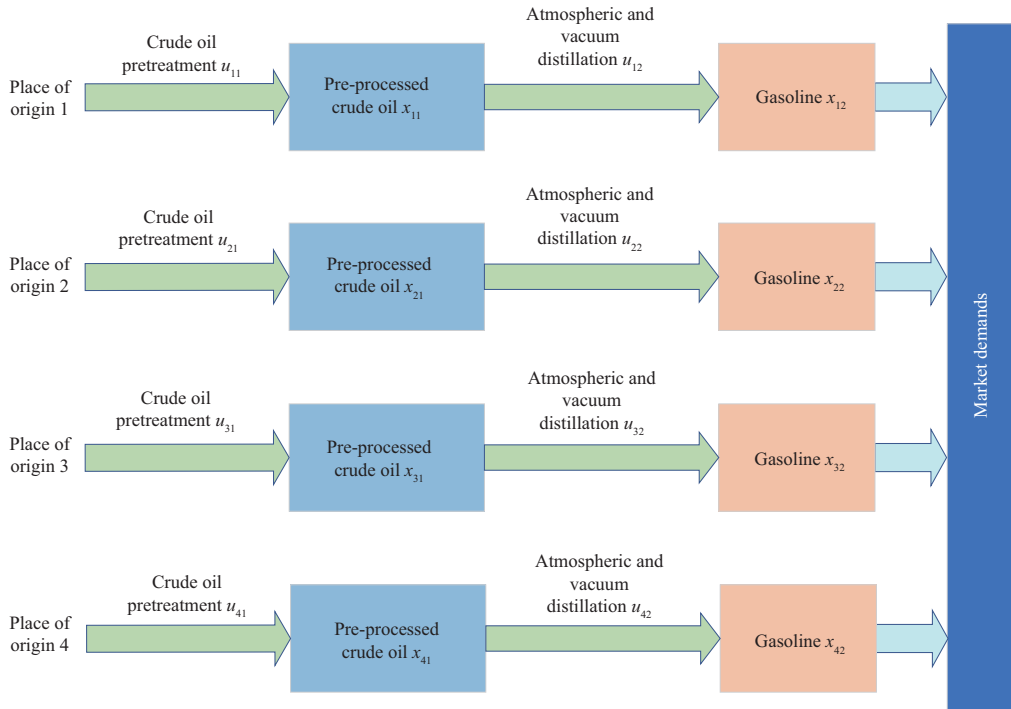 Atmospheric and
vacuum
distillation u12
Crude oil
pretreatment u11
Place of
origin 1
Pre-processed
crude oil x11
Gasoline x12
Atmospheric and
vacuum
distillation u22
Crude oil
pretreatment u21
Place of
origin 2
Pre-processed
crude oil x21
Gasoline x22
Atmospheric and
vacuum
distillation u32
Crude oil
pretreatment u31
Place of
origin 3
Pre-processed
crude oil x31
Gasoline x32
Atmospheric and
vacuum
distillation u42
Crude oil
pretreatment u41
Place of
origin 4
Pre-processed
crude oil x41
Gasoline x42
Market demands